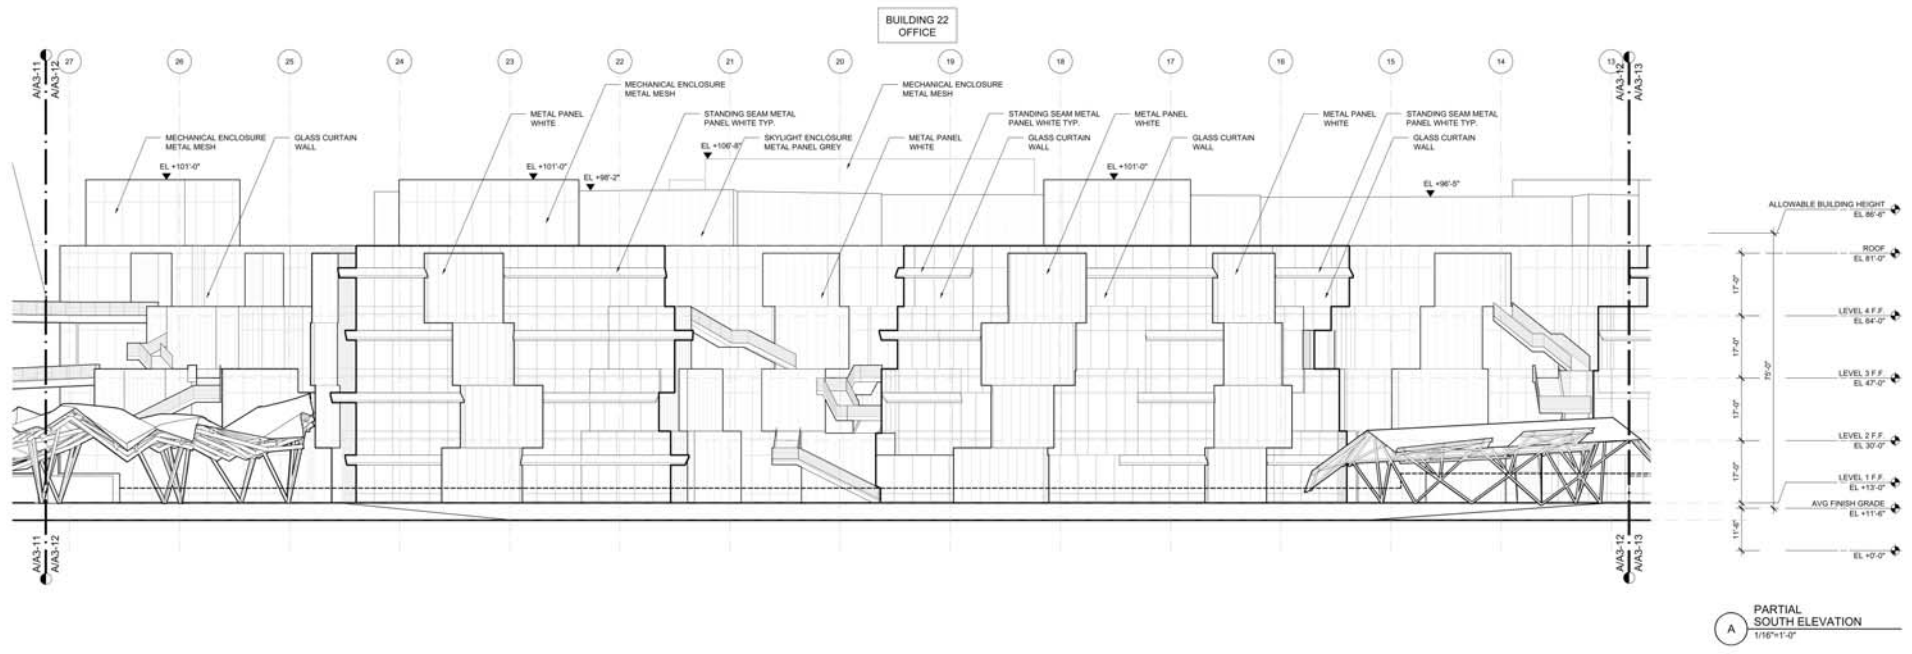 BUILDING 22
OFFICE
27
26
25
24
23
22
21
20
19
18
17
16
15
14
13
A/A3-11
A/A3-12
A/A3-12
A/A3-13
MECHANICAL ENCLOSURE
METAL MESH
MECHANICAL ENCLOSURE
METAL MESH
METAL PANEL
WHITE
STANDING SEAM METAL
PANEL WHITE TYP.
STANDING SEAM METAL
PANEL WHITE TYP.
METAL PANEL
WHITE
METAL PANEL
WHITE
STANDING SEAM METAL
PANEL WHITE TYP.
MECHANICAL ENCLOSURE
METAL MESH
GLASS CURTAIN
WALL
SKYLIGHT ENCLOSURE
METAL PANEL GREY
METAL PANEL
WHITE
GLASS CURTAIN
WALL
GLASS CURTAIN
WALL
GLASS CURTAIN
WALL
EL +101'-0"
EL +101'-0"
EL +98'-2"
EL +106'-8"
EL +101'-0"
EL +96'-5"
ALLOWABLE BUILDING HEIGHT
EL 86'-6"
ROOF
EL 81'-0"
17'-0"
LEVEL 4 F.F.
EL 64'-0"
17'-0"
75'-0"
LEVEL 3 F.F.
EL 47'-0"
17'-0"
LEVEL 2 F.F.
EL 30'-0"
17'-0"
LEVEL 1 F.F.
EL +13'-0"
AVG FINISH GRADE
EL +11'-6"
11'-6"
EL +0'-0"
A/A3-11
A/A3-12
A/A3-12
A/A3-13
A
PARTIAL
SOUTH ELEVATION
1/16"=1'-0"